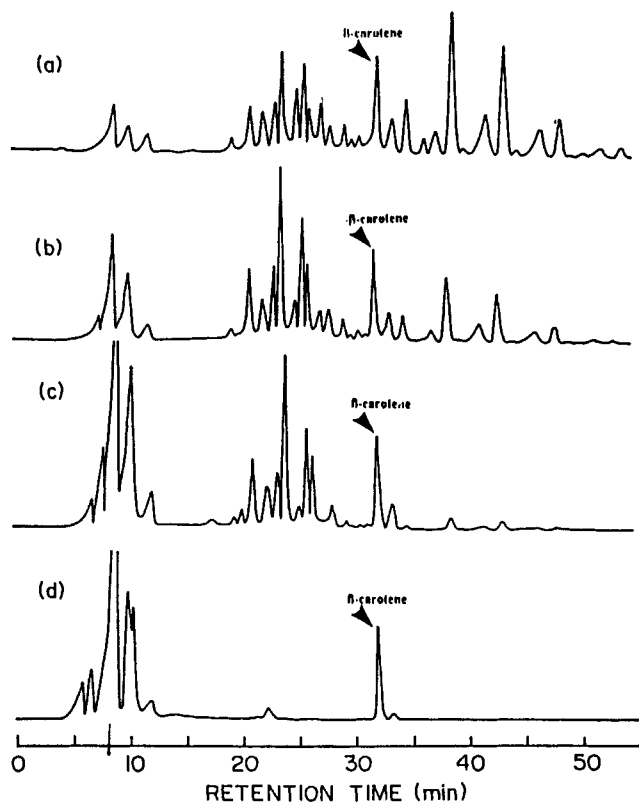 β-carotene
(a)
β-carotene
(b)
β-carotene
(c)
β-carotene
(d)
0 10 20 30 40 50
RETENTION TIME (min)